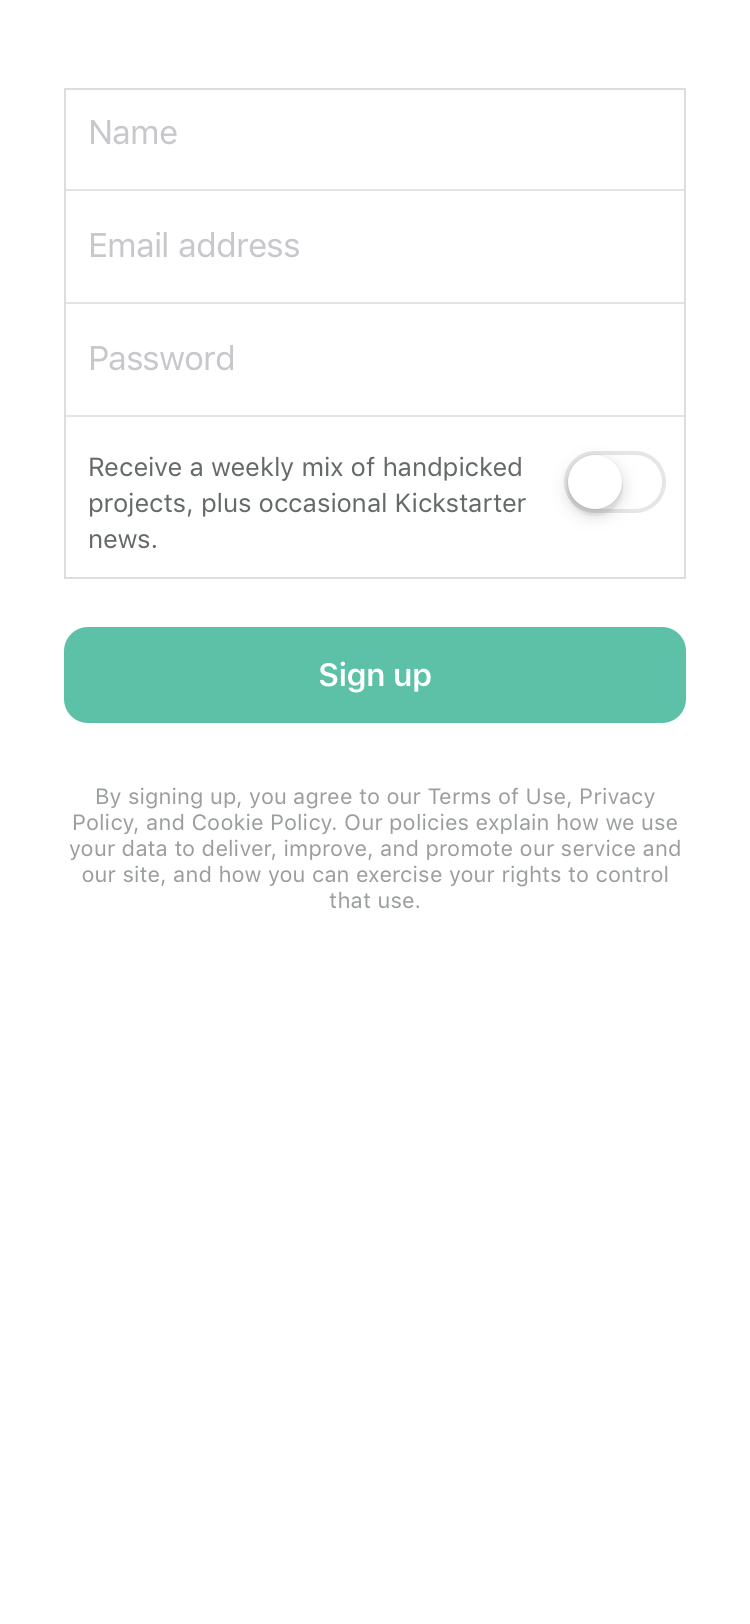 Name
Email address
Password
Receive a weekly mix of handpicked
projects, plus occasional Kickstarter
news.
Sign up
By signing up, you agree to our Terms of Use, Privacy
Policy, and Cookie Policy. Our policies explain how we use
your data to deliver, improve, and promote our service and
our site, and how you can exercise your rights to control
that use.